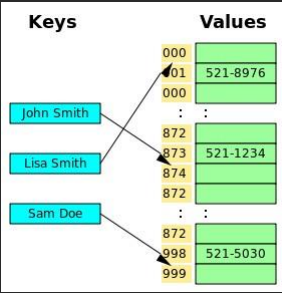 Keys
Values
000
001 521-8976
000
: :
John Smith
872
873 521-1234
874
872
Lisa Smith
: :
Sam Doe
872
998 521-5030
999